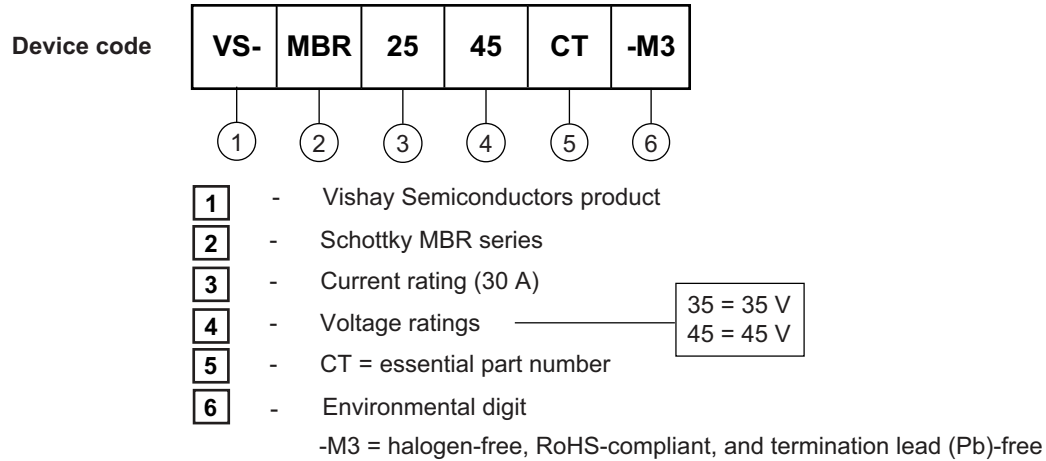 Device code VS- MBR 25 45 CT -M3
1 2 3 4 5 6
1 - Vishay Semiconductors product
2 - Schottky MBR series
3 - Current rating (30 A)
4 - Voltage ratings
35 = 35 V
45 = 45 V
5 - CT = essential part number
6 - Environmental digit
-M3 = halogen-free, RoHS-compliant, and termination lead (Pb)-free